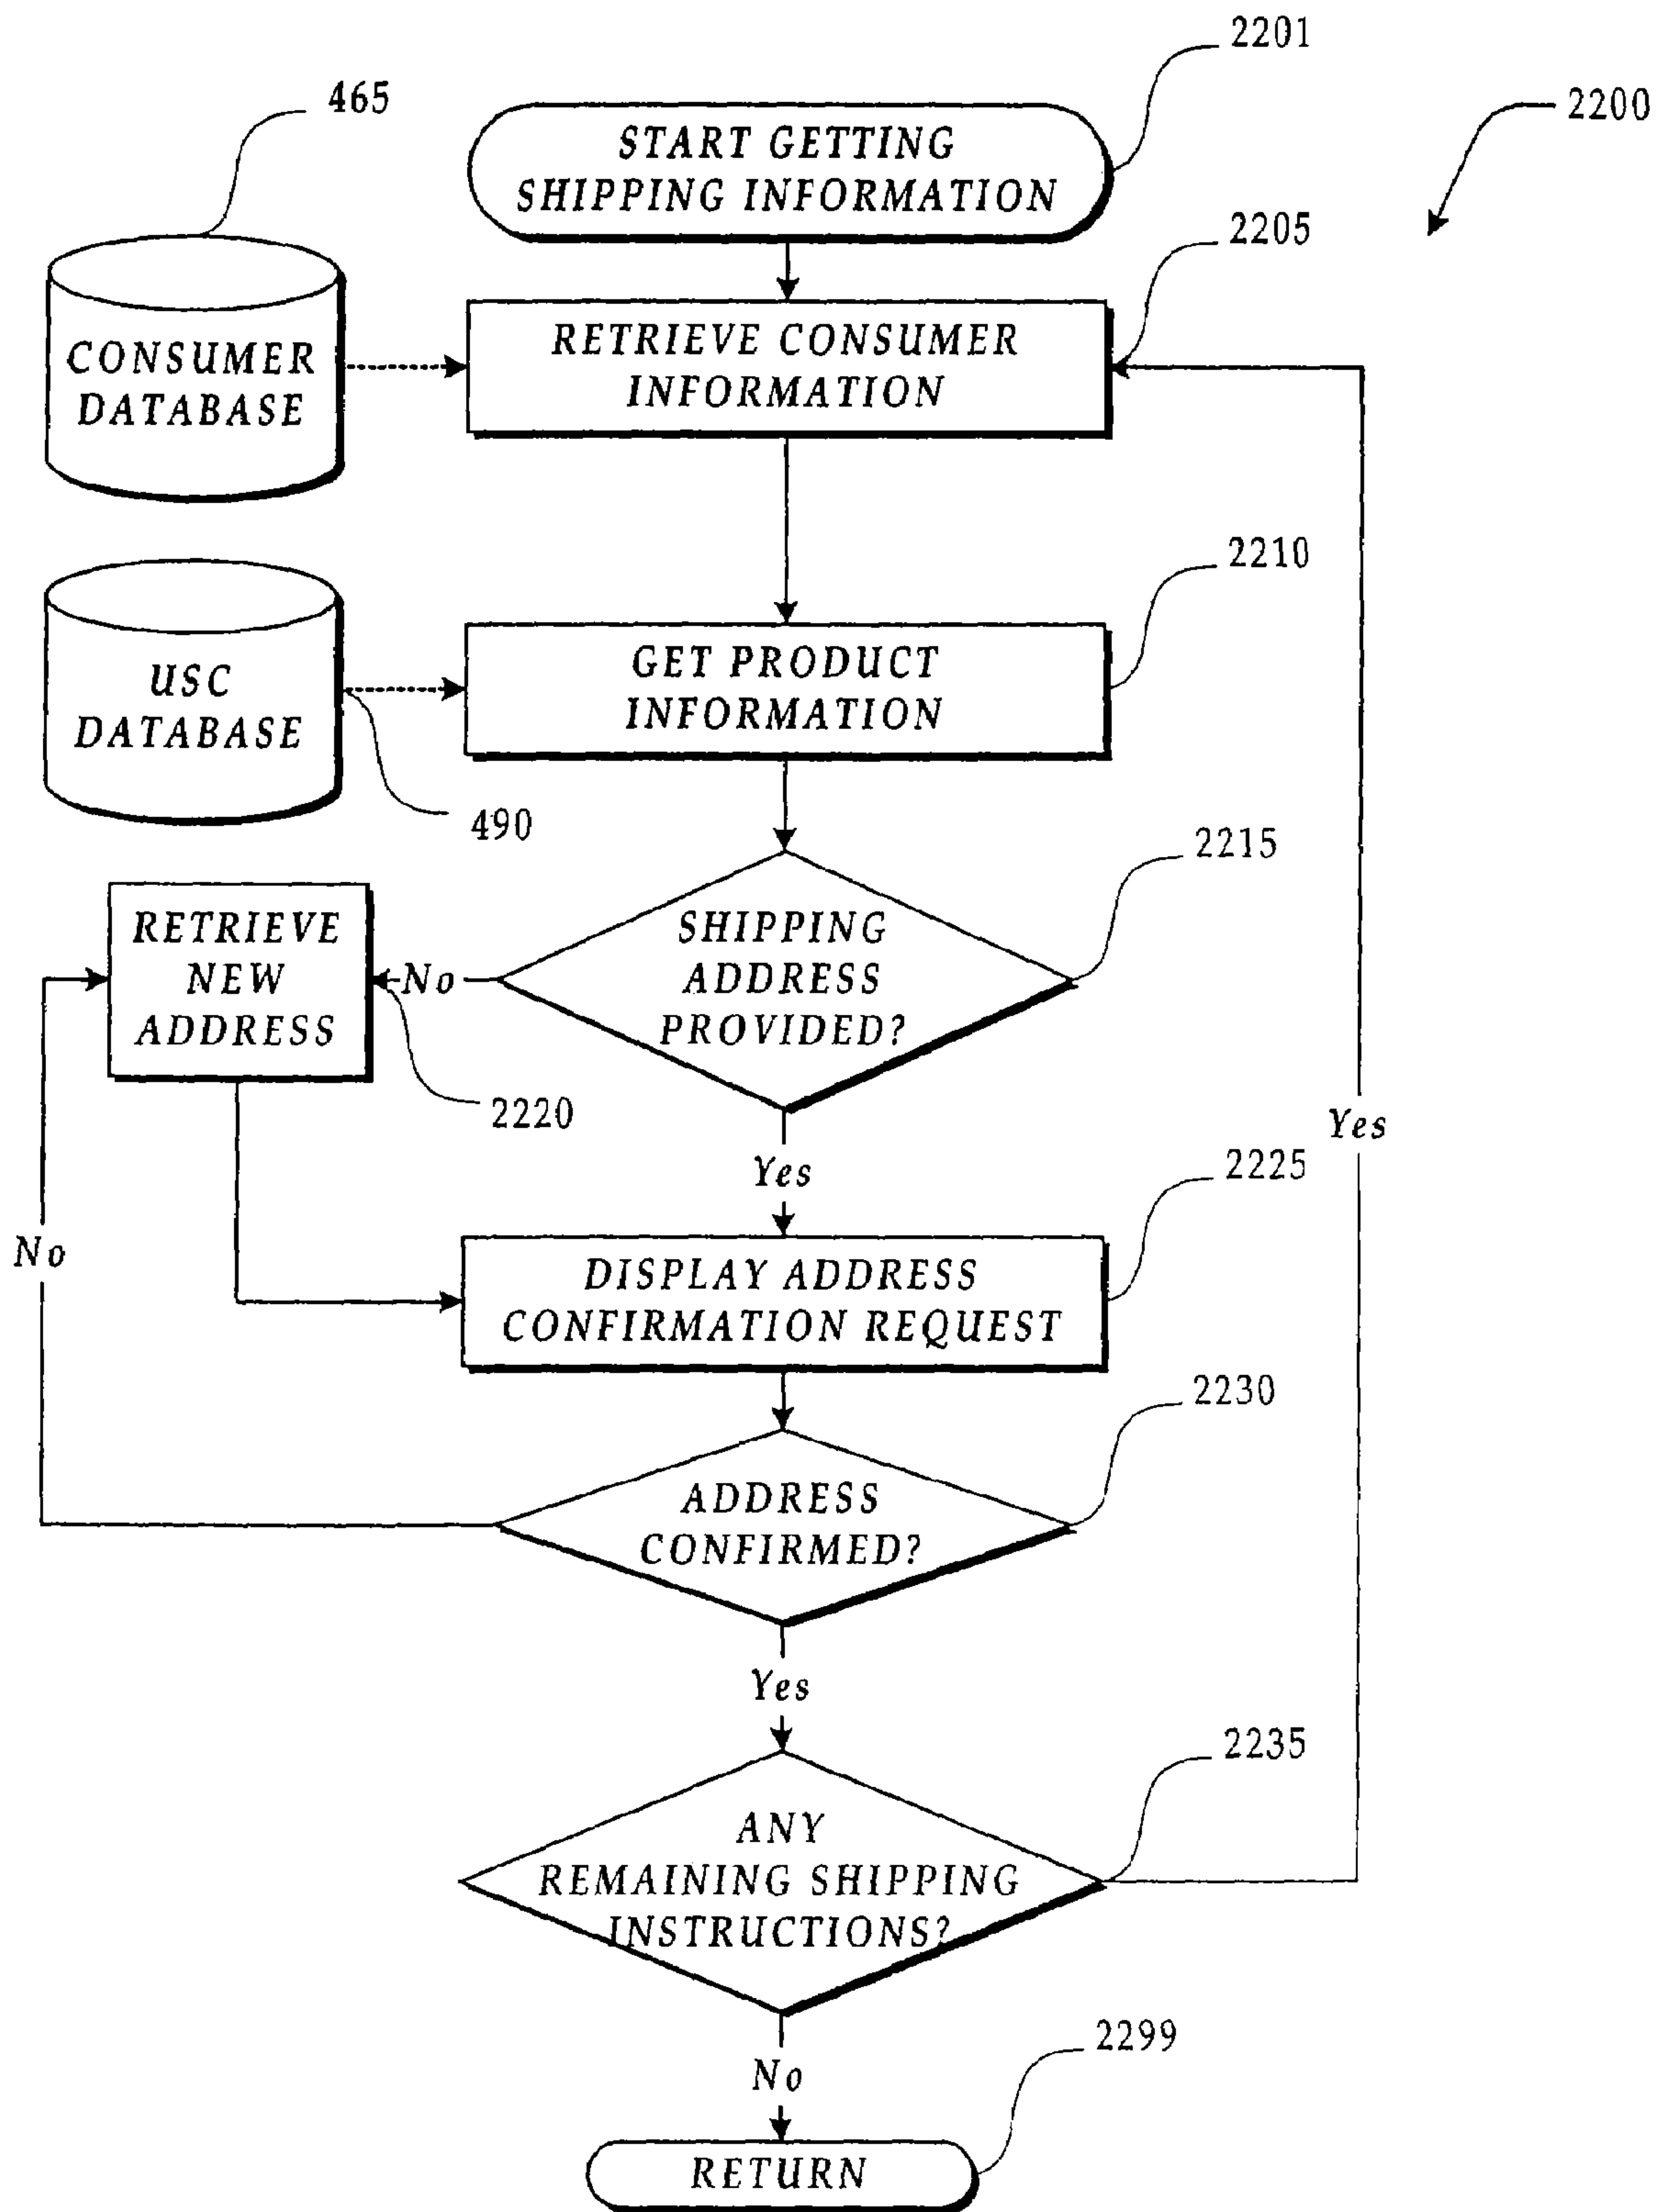 2201
465
2200
START GETTING
SHIPPING INFORMATION
2205
CONSUMER
DATABASE
RETRIEVE CONSUMER
INFORMATION
2210
USC
DATABASE
GET PRODUCT
INFORMATION
490
2215
RETRIEVE
NEW
ADDRESS
No
SHIPPING
ADDRESS
PROVIDED?
2220
Yes
Yes
2225
No
DISPLAY ADDRESS
CONFIRMATION REQUEST
2230
ADDRESS
CONFIRMED?
Yes
2235
ANY
REMAINING SHIPPING
INSTRUCTIONS?
2299
No
RETURN